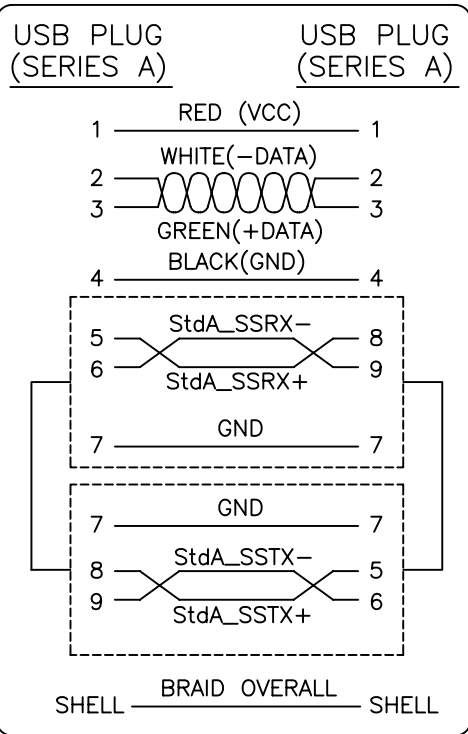 USB PLUG USB PLUG
(SERIES A) (SERIES A)
RED (VCC)
1 1
WHITE(-DATA)
2 2
3 3
GREEN(+DATA)
BLACK(GND)
4 4
StdA_SSRX-
5 8
6 9
StdA_SSRX+
GND
7 7
GND
7 7
StdA_SSTX-
8 5
9 6
StdA_SSTX+
BRAID OVERALL
SHELL SHELL